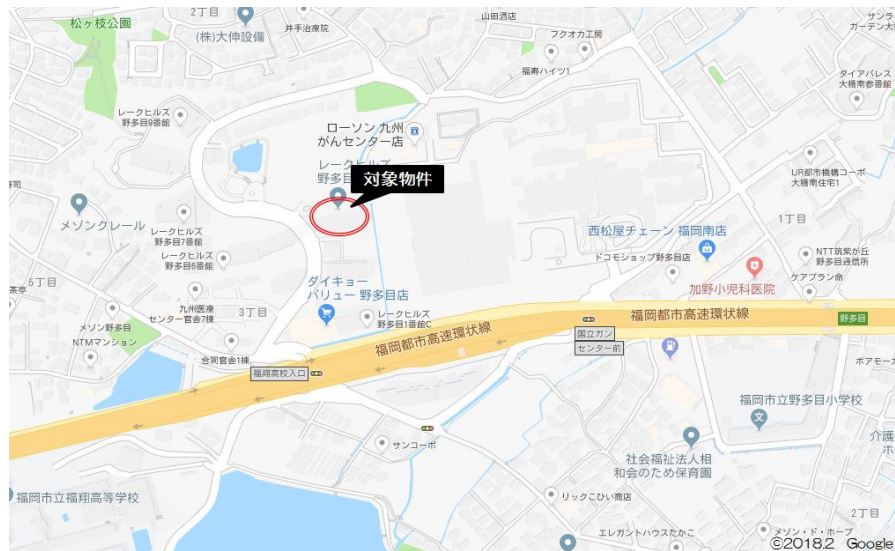 松ヶ枝公園
2丁目
(株)大伸設備
井手治療院
山田酒店
フクオカ工房
福寿ハイツ1
サンラ
ガーデン大
ダイアパレス
大橋南参番館
レークヒルズ
野多目9番館
ローソン 九州
がんセンター店
レークヒルズ
野多目
対象物件
UR都市機構コーポ
大橋南住宅1
1丁目
寿司
メゾンクレール
レークヒルズ
野多目7番館
レークヒルズ
野多目6番館
西松屋チェーン 福岡南店
ドコモショップ野多目店
NTT筑紫が丘
野多目通信所
加野小児科医院
ケアプラン命
5丁目
茶亭
ダイキョー
バリュー 野多目店
九州医療
センター官舎7棟
3丁目
レークヒルズ
野多目1番館C
福岡都市高速環状線
福岡都市高速環状線
野多目
メゾン野多目
NTMマンション
合同官舎1棟
国立ガン
センター前
福翔高校入口
ボアモー
福岡市立野多目小学校
サンコーポ
社会福祉法人相
和会のため保育園
介護
ホ
福岡市立福翔高等学校
リックこひい商店
2丁目
エレガントハウスたかこ
メゾン・ド・ホープ
©2018.2 Google